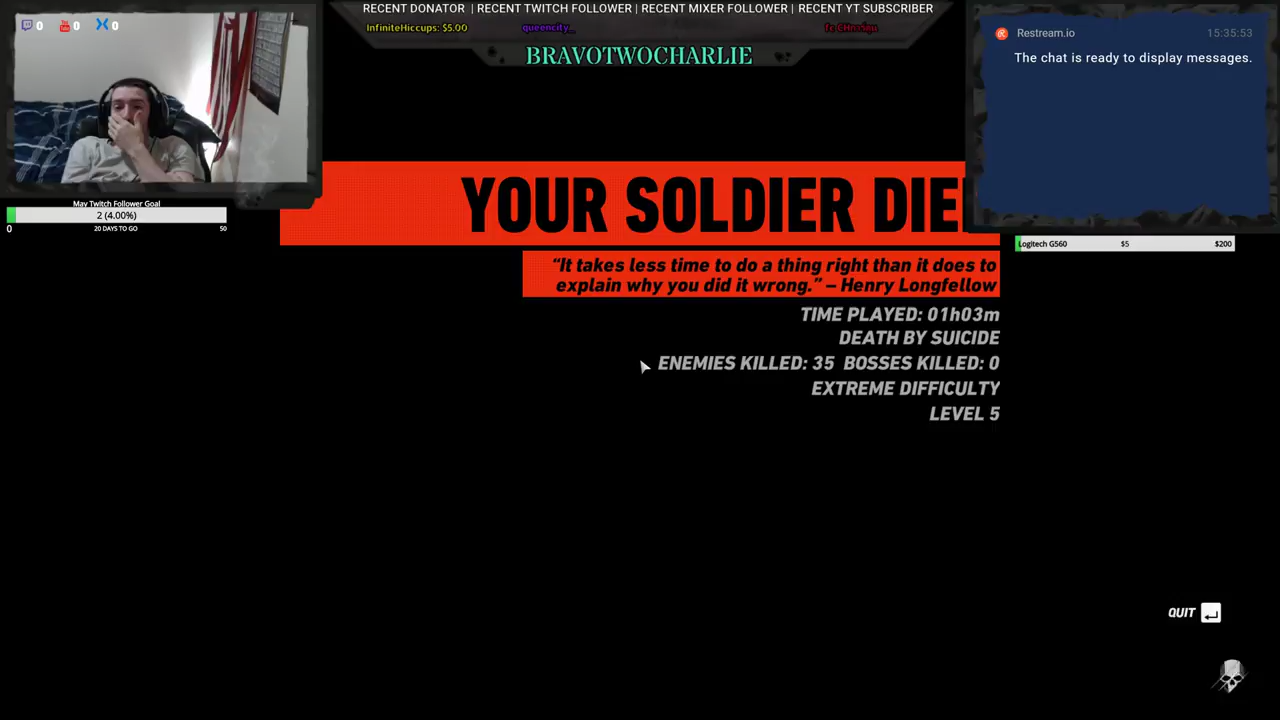 RECENT DONATOR | RECENT TWITCH FOLLOWER | RECENT MIXER FOLLOWER | RECENT YT SUBSCRIBER
0 0 0
InfiniteHiccups: $5.00 queencity_
BRAVOTWOCHARLIE
Restream.io 15:35:53
The chat is ready to display messages.
YOUR SOLDIER DIE
May Twitch Follower Goal
2 (4.00%)
0 20 DAYS TO GO 50
Logitech G560 $5 $200
“It takes less time to do a thing right than it does to
explain why you did it wrong.” – Henry Longfellow
TIME PLAYED: 01h03m
DEATH BY SUICIDE
ENEMIES KILLED: 35 BOSSES KILLED: 0
EXTREME DIFFICULTY
LEVEL 5
QUIT